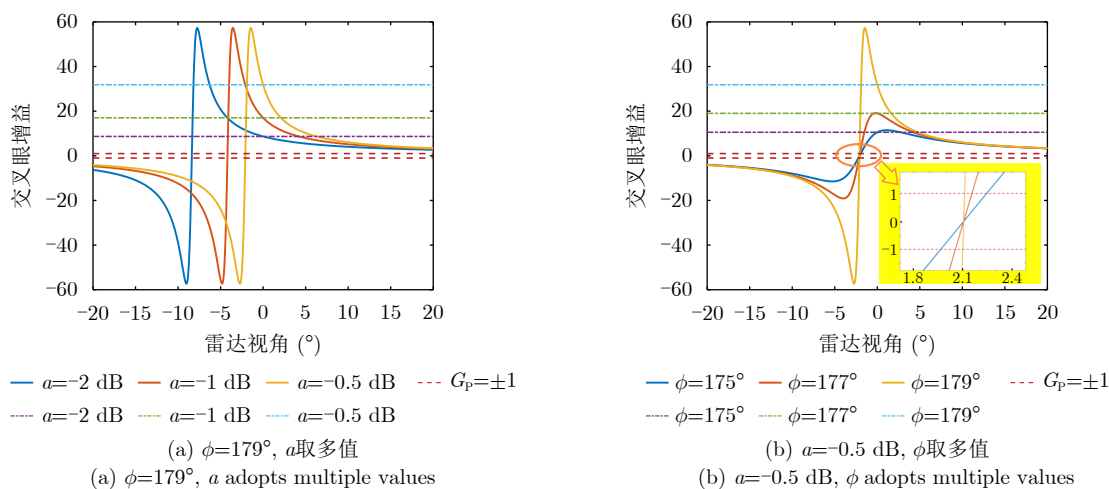 60
40
20
0
−20
−40
−60
交叉眼增益
−20 −15 −10 −5 0 5 10 15 20
雷达视角 (°)
a=−2 dB a=−1 dB a=−0.5 dB G_P=±1
a=−2 dB a=−1 dB a=−0.5 dB
(a) ϕ=179°, a取多值
(a) ϕ=179°, a adopts multiple values
60
40
20
0
−20
−40
−60
交叉眼增益
1
0
−1
1.8 2.1 2.4
−20 −15 −10 −5 0 5 10 15 20
雷达视角 (°)
ϕ=175° ϕ=177° ϕ=179° G_P=±1
ϕ=175° ϕ=177° ϕ=179°
(b) a=−0.5 dB, ϕ取多值
(b) a=−0.5 dB, ϕ adopts multiple values